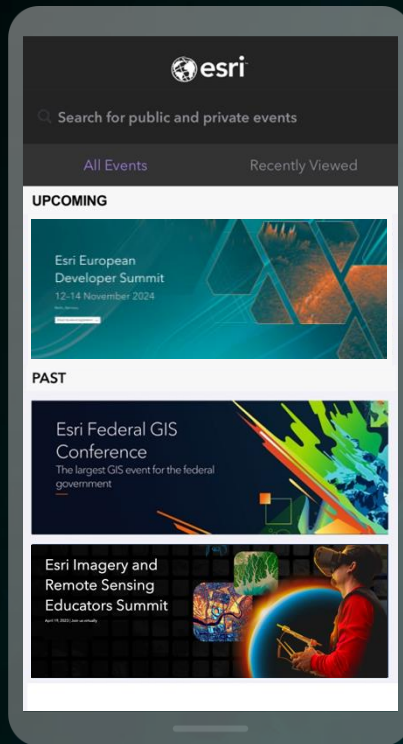 esri
Search for public and private events
All Events
Recently Viewed
UPCOMING
Esri European
Developer Summit
12-14 November 2024
PAST
Esri Federal GIS
Conference
The largest GIS event for the federal
government
Esri Imagery and
Remote Sensing
Educators Summit